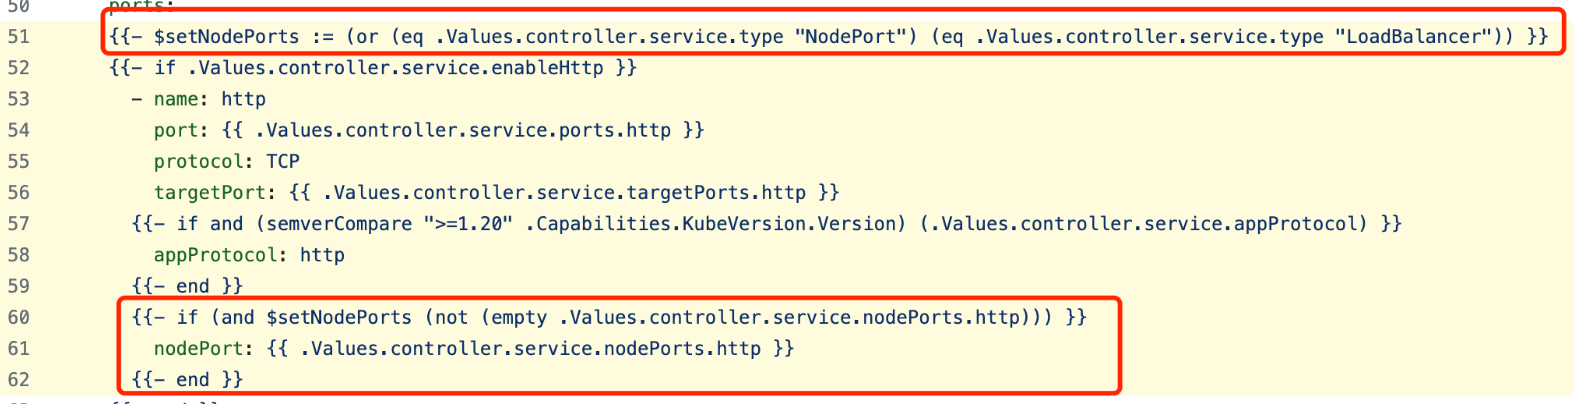 50 ports:
51 {{- $setNodePorts := (or (eq .Values.controller.service.type "NodePort") (eq .Values.controller.service.type "LoadBalancer")) }}
52 {{- if .Values.controller.service.enableHttp }}
53 - name: http
54 port: {{ .Values.controller.service.ports.http }}
55 protocol: TCP
56 targetPort: {{ .Values.controller.service.targetPorts.http }}
57 {{- if and (semverCompare ">=1.20" .Capabilities.KubeVersion.Version) (.Values.controller.service.appProtocol) }}
58 appProtocol: http
59 {{- end }}
60 {{- if (and $setNodePorts (not (empty .Values.controller.service.nodePorts.http))) }}
61 nodePort: {{ .Values.controller.service.nodePorts.http }}
62 {{- end }}